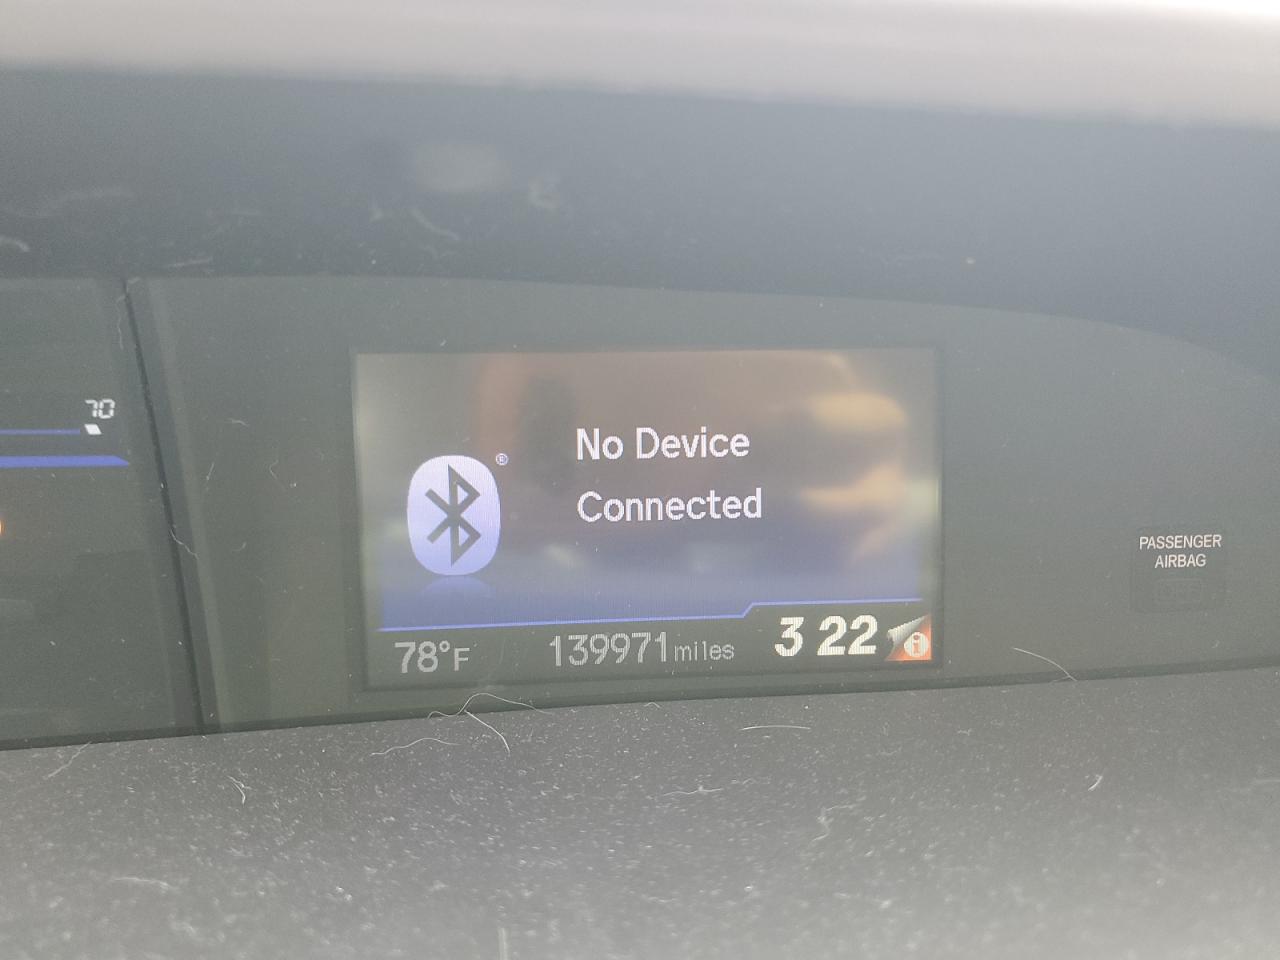 70
®
No Device
Connected
78°F 139971 miles 3 22
PASSENGER
AIRBAG